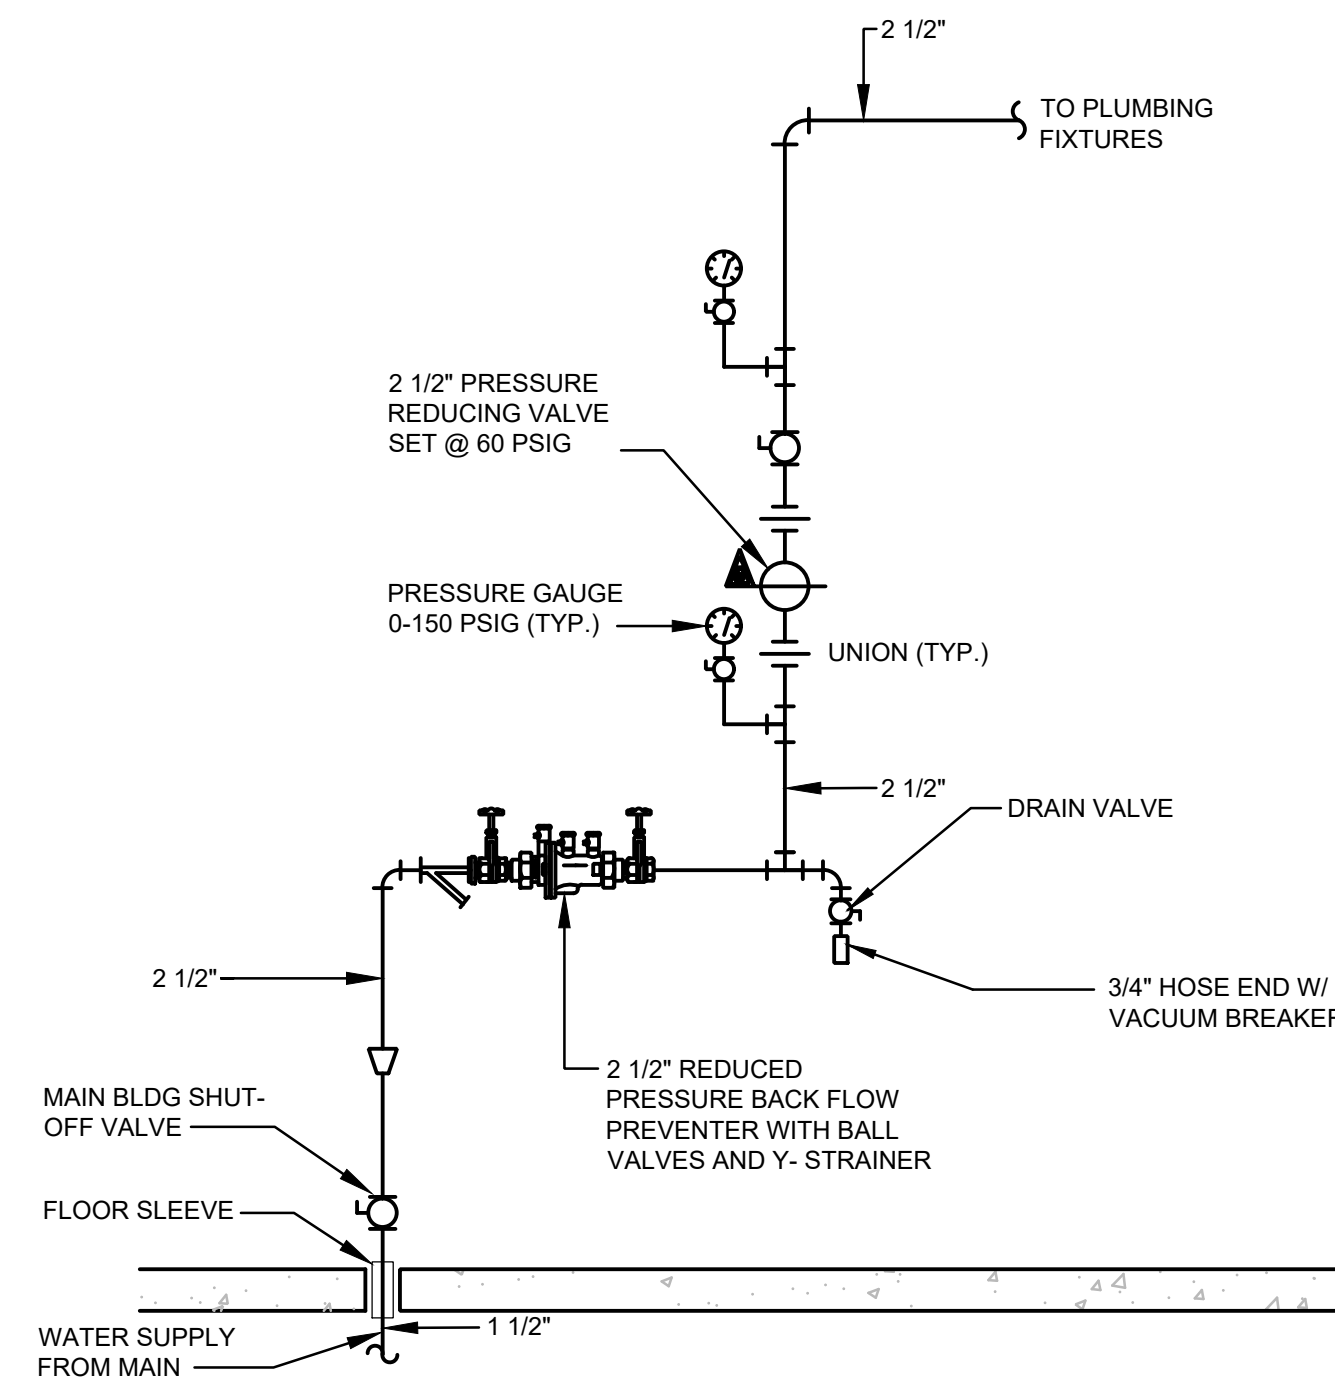 2 1/2"
TO PLUMBING
FIXTURES
2 1/2" PRESSURE
REDUCING VALVE
SET @ 60 PSIG
PRESSURE GAUGE
0-150 PSIG (TYP.)
UNION (TYP.)
2 1/2"
DRAIN VALVE
2 1/2"
3/4" HOSE END W/
VACUUM BREAKER
2 1/2" REDUCED
PRESSURE BACK FLOW
PREVENTER WITH BALL
VALVES AND Y- STRAINER
MAIN BLDG SHUT-
OFF VALVE
FLOOR SLEEVE
1 1/2"
WATER SUPPLY
FROM MAIN